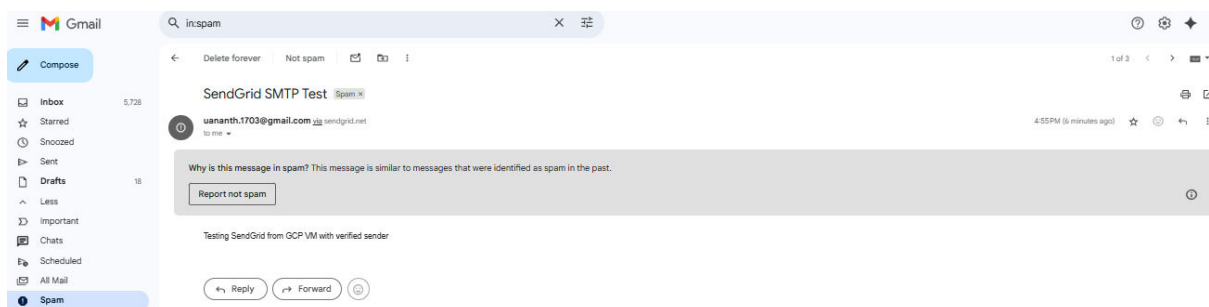 Gmail
in:spam
Compose
Delete forever Not spam
1 of 3
SendGrid SMTP Test Spam ×
Inbox 5,728
uananth.1703@gmail.com via sendgrid.net
4:55 PM (6 minutes ago)
Starred
to me
Snoozed
Sent
Why is this message in spam? This message is similar to messages that were identified as spam in the past.
Drafts 18
Report not spam
Less
Important
Chats
Testing SendGrid from GCP VM with verified sender
Scheduled
All Mail
Reply Forward
Spam